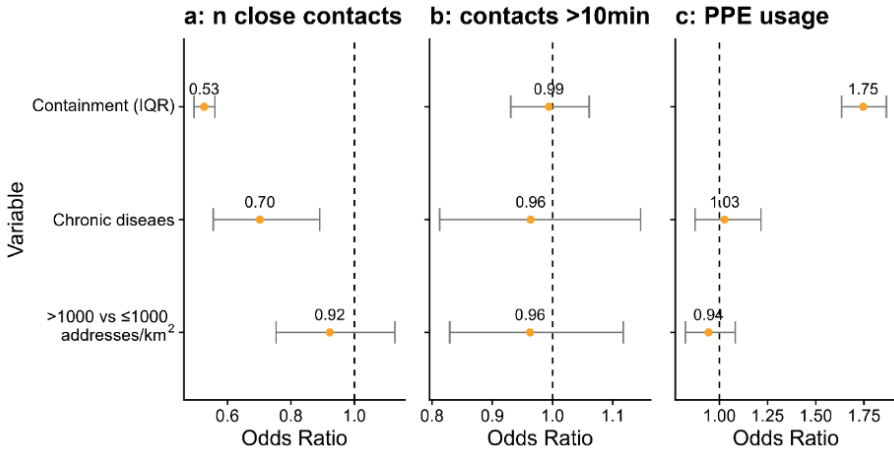 a: n close contacts
b: contacts >10min
c: PPE usage
Variable
Containment (IQR)
Chronic diseaes
>1000 vs ≤1000
addresses/km²
0.53
0.70
0.92
0.6 0.8 1.0
Odds Ratio
0.99
0.96
0.96
0.8 0.9 1.0 1.1
Odds Ratio
1.75
1.03
0.94
1.00 1.25 1.50 1.75
Odds Ratio